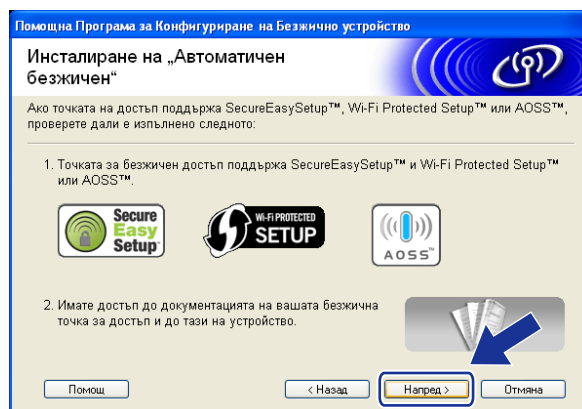 Помощна Програма за Конфигуриране на Безжично устройство
Инсталиране на „Автоматичен
безжичен“
Ако точката на достъп поддържа SecureEasySetup™, Wi-Fi Protected Setup™ или AOSS™,
проверете дали е изпълнено следното:
1. Точката за безжичен достъп поддържа SecureEasySetup™ и Wi-Fi Protected Setup™
или AOSS™.
Secure
Easy
Setup™
WI-FI PROTECTED
SETUP
AOSS™
2. Имате достъп до документацията на вашата безжична
точка за достъп и до тази на устройство.
Помощ
< Назад
Напред >
Отмяна